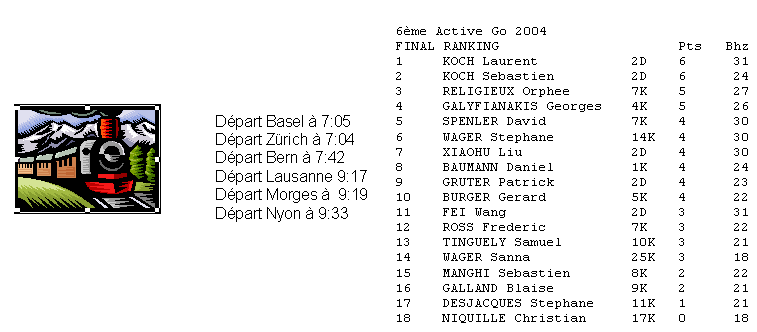 Départ Basel à 7:05
Départ Zürich à 7:04
Départ Bern à 7:42
Départ Lausanne 9:17
Départ Morges à 9:19
Départ Nyon à 9:33
6ème Active Go 2004
FINAL RANKING Pts Bhz
1 KOCH Laurent 2D 6 31
2 KOCH Sebastien 2D 6 24
3 RELIGIEUX Orphee 7K 5 27
4 GALYFIANAKIS Georges 4K 5 26
5 SPENLER David 7K 4 30
6 WAGER Stephane 14K 4 30
7 XIAOHU Liu 2D 4 30
8 BAUMANN Daniel 1K 4 24
9 GRUTER Patrick 2D 4 23
10 BURGER Gerard 5K 4 22
11 FEI Wang 2D 3 31
12 ROSS Frederic 7K 3 22
13 TINGUELY Samuel 10K 3 21
14 WAGER Sanna 25K 3 18
15 MANGHI Sebastien 8K 2 22
16 GALLAND Blaise 9K 2 21
17 DESJACQUES Stephane 11K 1 21
18 NIQUILLE Christian 17K 0 18